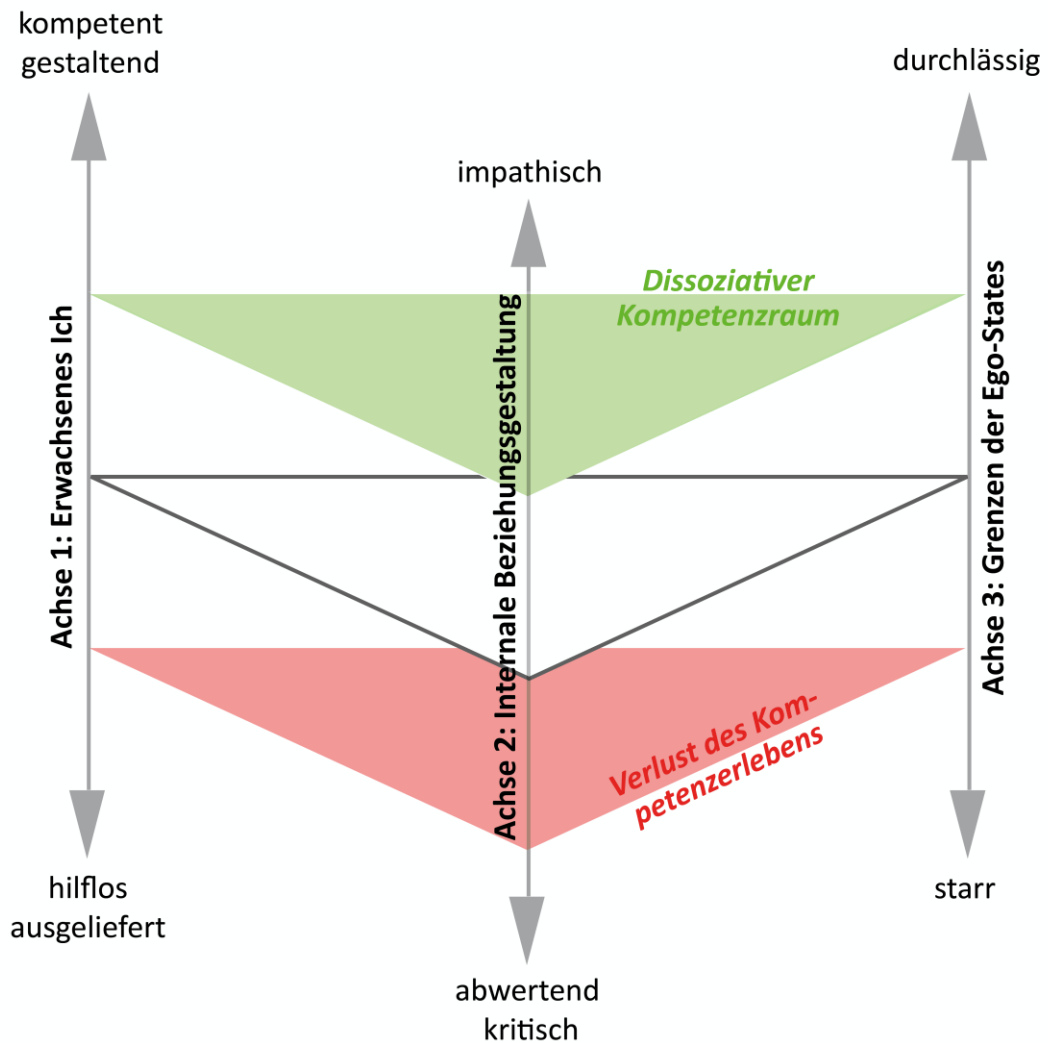 kompetent
gestaltend
durchlässig
impathisch
Dissoziativer
Kompetenzraum
Achse 1: Erwachsenes Ich
Achse 2: Internale Beziehungsgestaltung
Achse 3: Grenzen der Ego-States
Verlust des Kom-
petenzerlebens
hilflos
ausgeliefert
starr
abwertend
kritisch